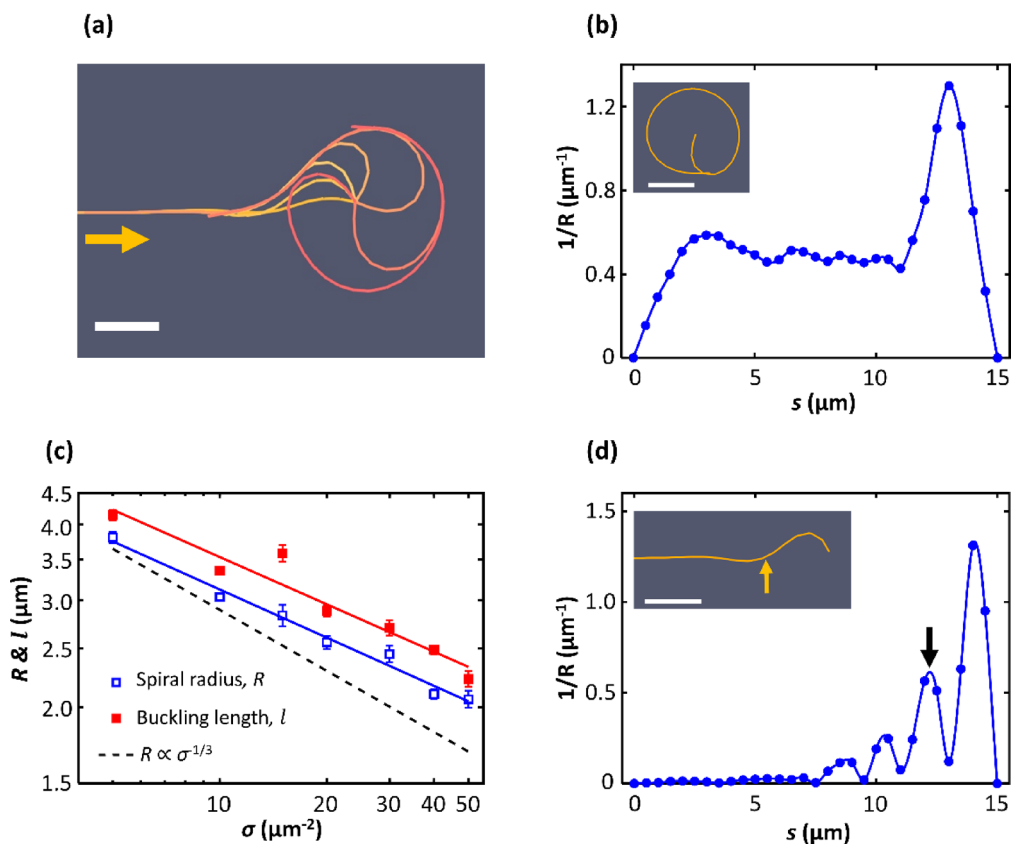 (a)
(b)
1/R (μm⁻¹)
1.2
0.8
0.4
0
0 5 10 15
s (μm)
(c)
R & l (μm)
4.5
4.0
3.5
3.0
2.5
2.0
1.5
Spiral radius, R
Buckling length, l
R ∝ σ^1/3
10 20 30 40 50
σ (μm⁻²)
(d)
1/R (μm⁻¹)
1.5
1.0
0.5
0
0 5 10 15
s (μm)